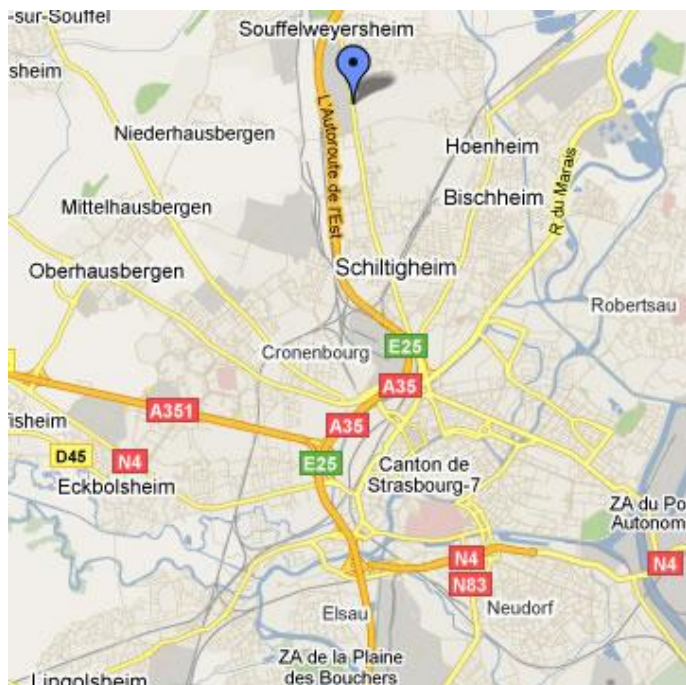 -sur-Souffel
Souffelweyersheim
sheim
L'Autoroute de l'Est
Niederhausbergen
Hoenheim
R du Marais
Bischheim
Mittelhausbergen
Oberhausbergen
Schiltigheim
Robertsau
Cronenbourg
E25
A35
A351
A35
fisheim
D45
N4
E25
Canton de
Strasbourg-7
Eckbolsheim
ZA du Po
Autonom
N4
N4
N83
Elsau
Neudorf
ZA de la Plaine
des Bouchers
Lingolsheim